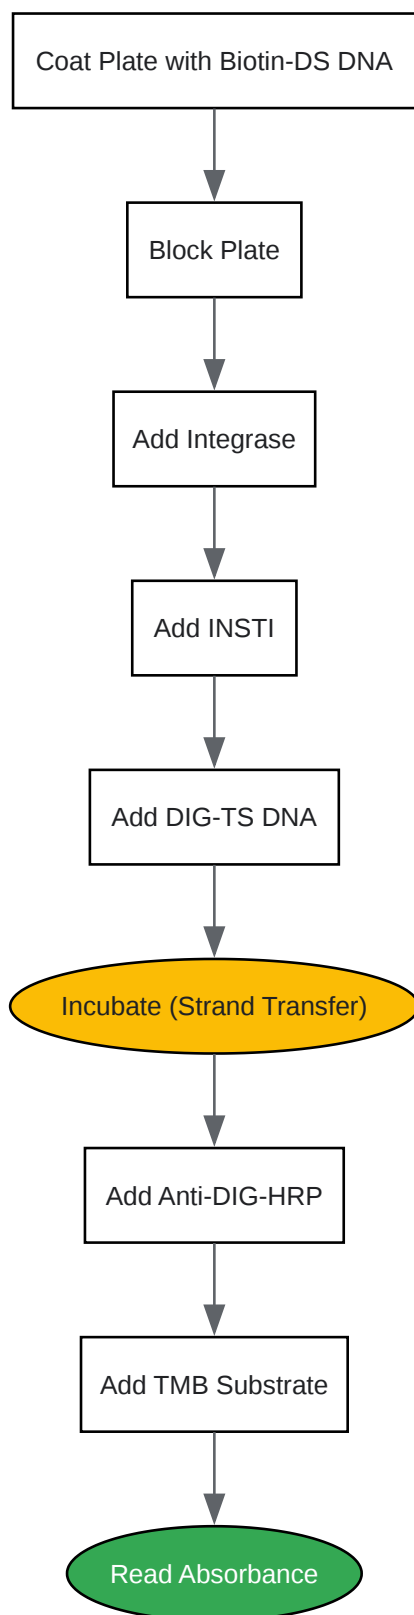 Coat Plate with Biotin-DS DNA
Block Plate
Add Integrase
Add INSTI
Add DIG-TS DNA
Incubate (Strand Transfer)
Add Anti-DIG-HRP
Add TMB Substrate
Read Absorbance